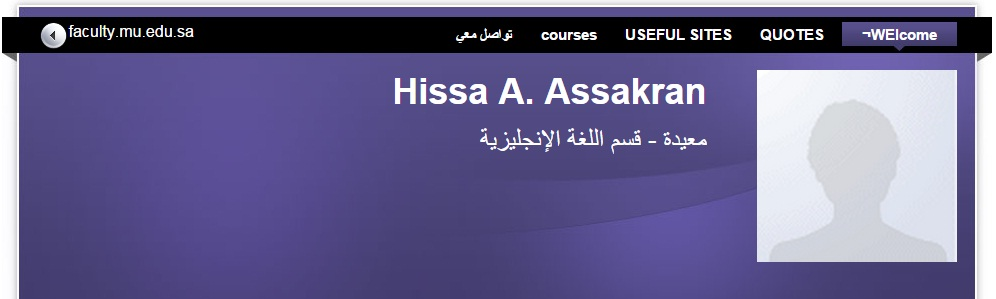 faculty.mu.edu.sa تواصل معي courses USEFUL SITES QUOTES ¬WElcome
Hissa A. Assakran
معيدة - قسم اللغة الإنجليزية